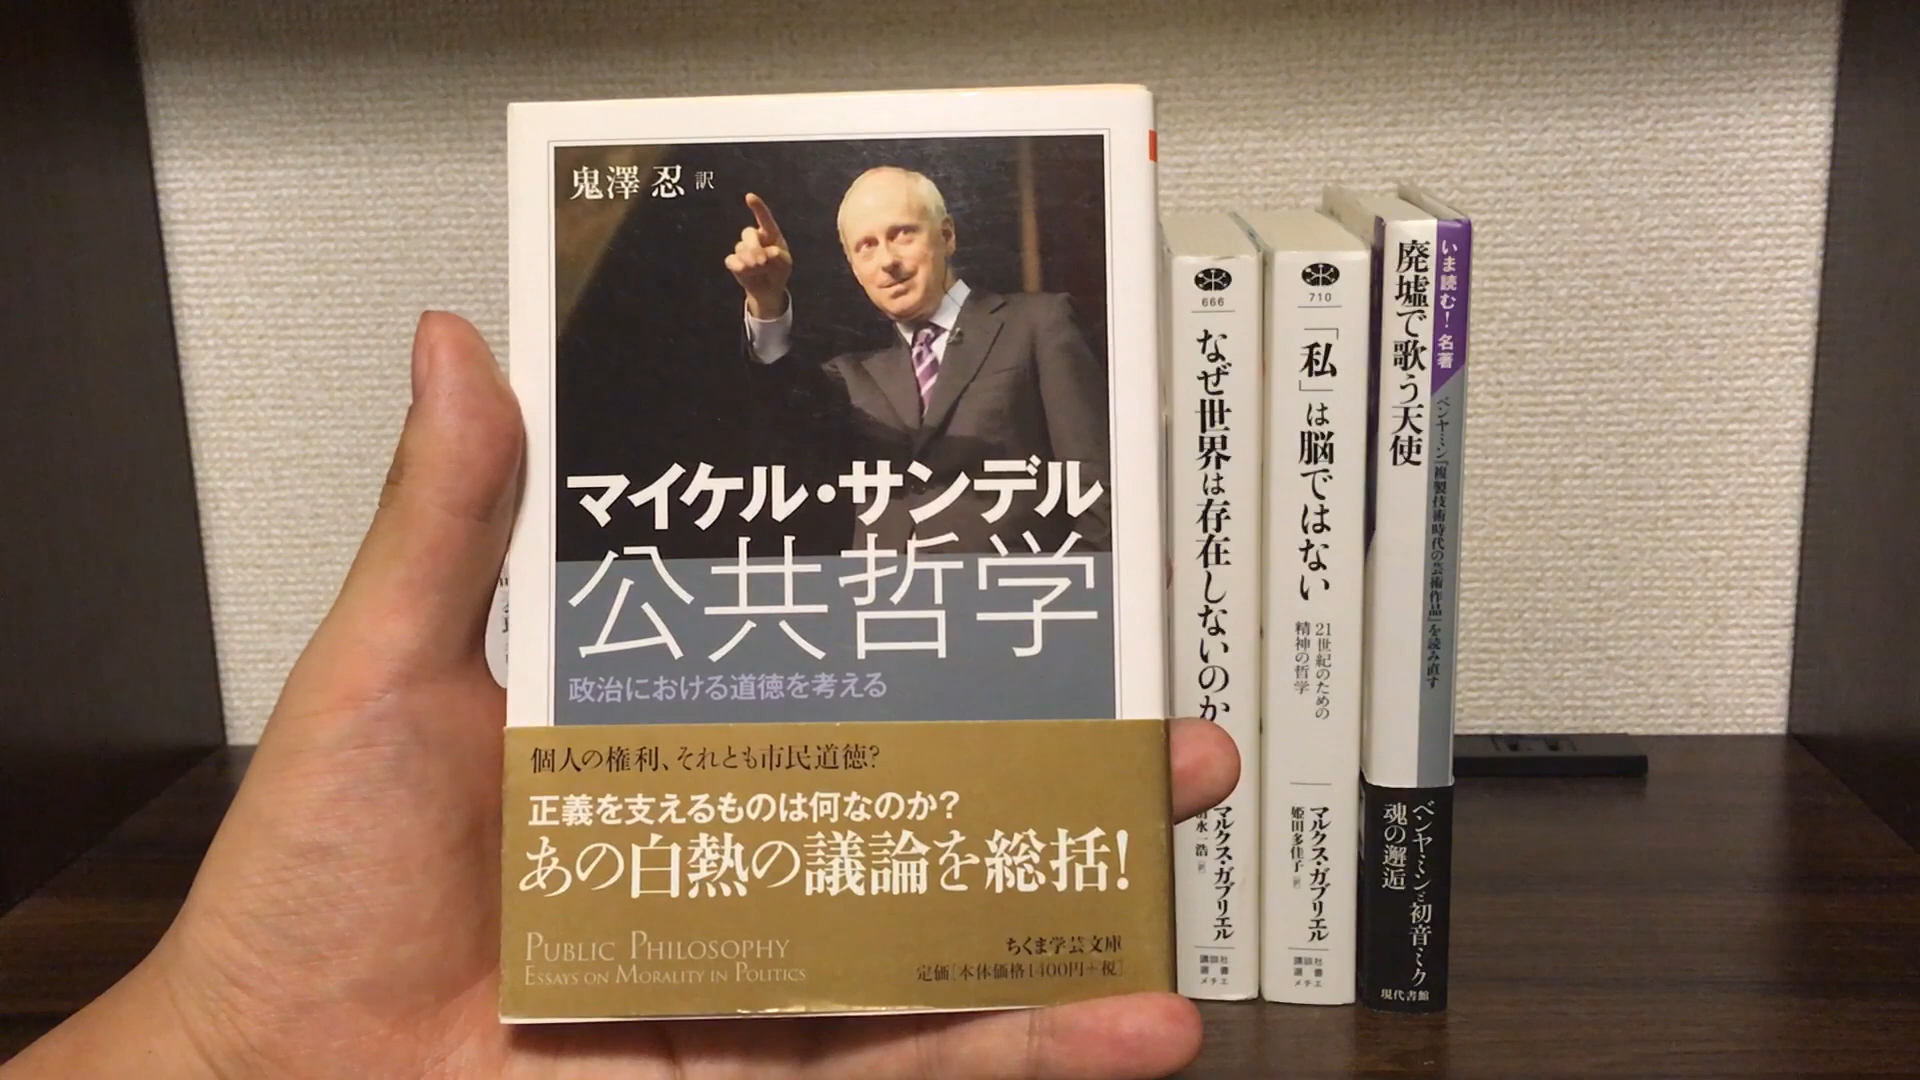 鬼澤 忍 訳
マイケル・サンデル
公共哲学
政治における道徳を考える
個人の権利、それとも市民道徳?
正義を支えるものは何なのか?
あの白熱の議論を総括!
PUBLIC PHILOSOPHY
ESSAYS ON MORALITY IN POLITICS
ちくま学芸文庫
定価[本体価格1400円+税]
666
なぜ世界は存在しないのか
マルクス・ガブリエル
清水一浩 訳
講談社
選書
メチエ
710
「私」は脳ではない
21世紀のための
精神の哲学
マルクス・ガブリエル
姫田多佳子 訳
講談社
選書
メチエ
いま読む! 名著
廃墟で歌う天使
ベンヤミン『複製技術時代の芸術作品』を読み直す
ベンヤミンと初音ミク
魂の邂逅
現代書館